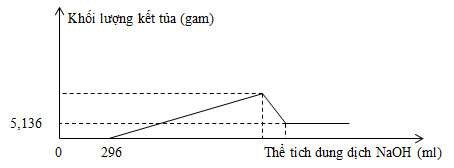 Khối lượng kết tủa (gam)
5,136
0 296 Thể tích dung dịch NaOH (ml)